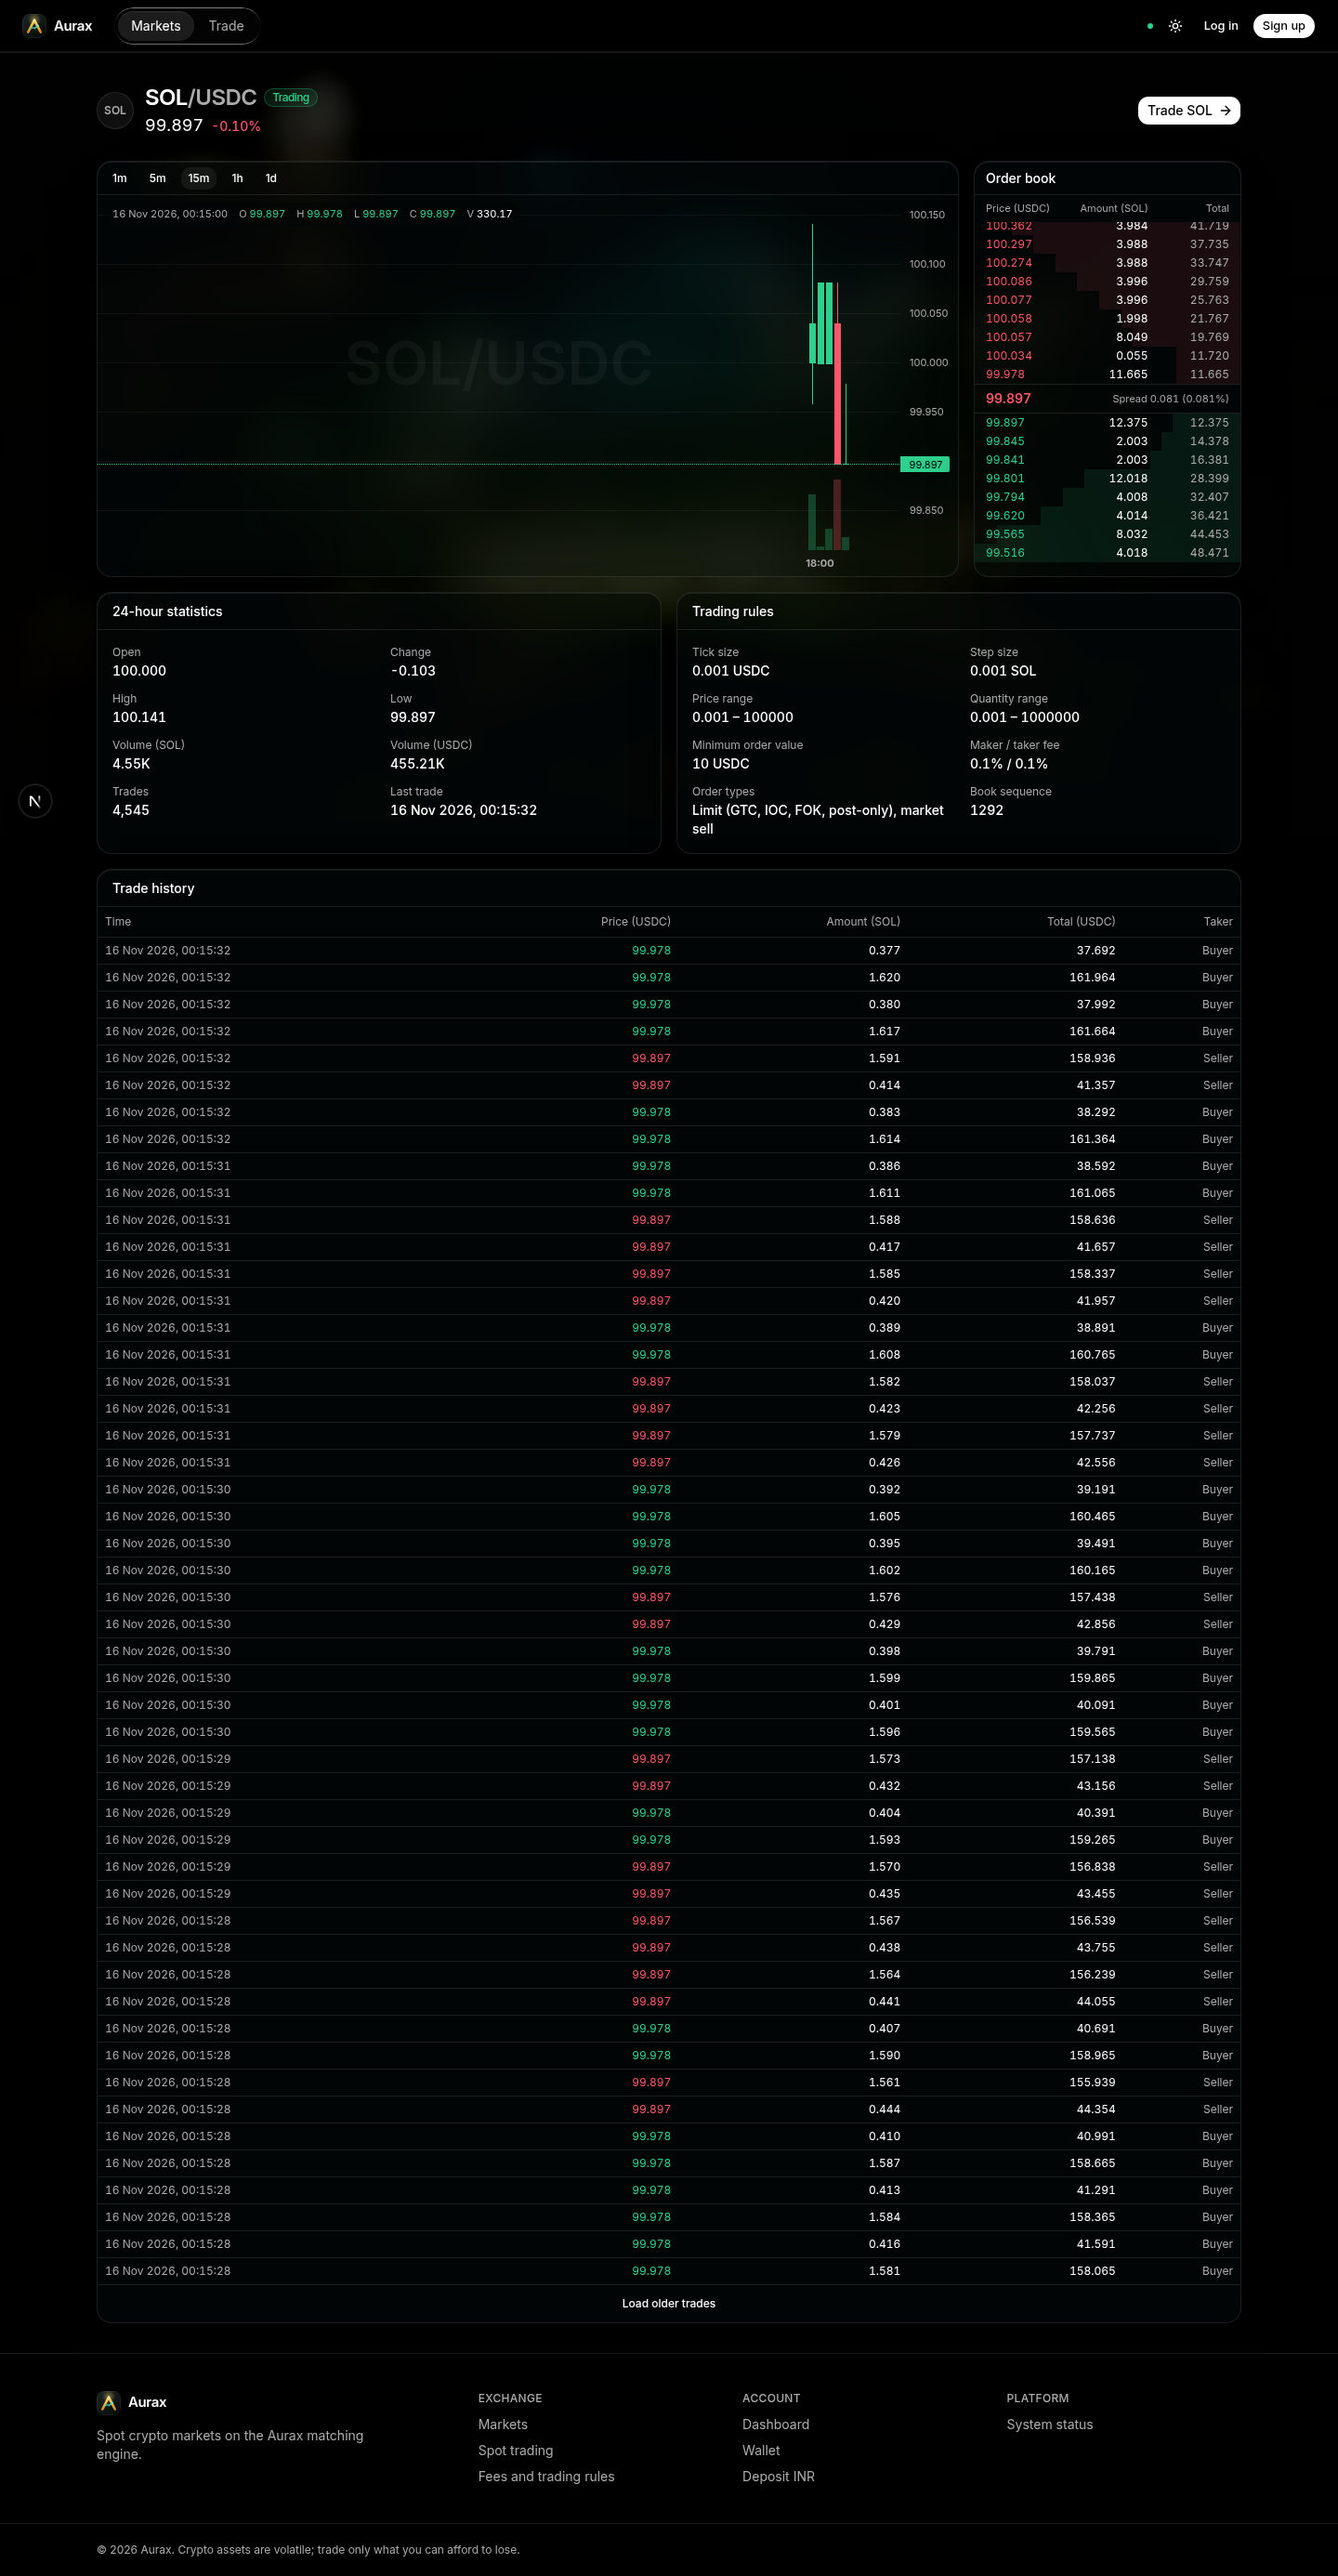 Aurax
Markets
Trade
Log in
Sign up
SOL
SOL/USDC
Trading
99.897 -0.10%
Trade SOL →
1m 5m 15m 1h 1d
16 Nov 2026, 00:15:00 O 99.897 H 99.978 L 99.897 C 99.897 V 330.17
SOL/USDC
100.150
100.100
100.050
100.000
99.950
99.897
99.850
18:00
Order book
Price (USDC) Amount (SOL) Total
100.362 3.984 41.719
100.297 3.988 37.735
100.274 3.988 33.747
100.086 3.996 29.759
100.077 3.996 25.763
100.058 1.998 21.767
100.057 8.049 19.769
100.034 0.055 11.720
99.978 11.665 11.665
99.897 Spread 0.081 (0.081%)
99.897 12.375 12.375
99.845 2.003 14.378
99.841 2.003 16.381
99.801 12.018 28.399
99.794 4.008 32.407
99.620 4.014 36.421
99.565 8.032 44.453
99.516 4.018 48.471
24-hour statistics
Open Change
100.000 -0.103
High Low
100.141 99.897
Volume (SOL) Volume (USDC)
4.55K 455.21K
Trades Last trade
4,545 16 Nov 2026, 00:15:32
Trading rules
Tick size Step size
0.001 USDC 0.001 SOL
Price range Quantity range
0.001 – 100000 0.001 – 1000000
Minimum order value Maker / taker fee
10 USDC 0.1% / 0.1%
Order types Book sequence
Limit (GTC, IOC, FOK, post-only), market 1292
sell
Trade history
Time Price (USDC) Amount (SOL) Total (USDC) Taker
16 Nov 2026, 00:15:32 99.978 0.377 37.692 Buyer
16 Nov 2026, 00:15:32 99.978 1.620 161.964 Buyer
16 Nov 2026, 00:15:32 99.978 0.380 37.992 Buyer
16 Nov 2026, 00:15:32 99.978 1.617 161.664 Buyer
16 Nov 2026, 00:15:32 99.897 1.591 158.936 Seller
16 Nov 2026, 00:15:32 99.897 0.414 41.357 Seller
16 Nov 2026, 00:15:32 99.978 0.383 38.292 Buyer
16 Nov 2026, 00:15:32 99.978 1.614 161.364 Buyer
16 Nov 2026, 00:15:31 99.978 0.386 38.592 Buyer
16 Nov 2026, 00:15:31 99.978 1.611 161.065 Buyer
16 Nov 2026, 00:15:31 99.897 1.588 158.636 Seller
16 Nov 2026, 00:15:31 99.897 0.417 41.657 Seller
16 Nov 2026, 00:15:31 99.897 1.585 158.337 Seller
16 Nov 2026, 00:15:31 99.897 0.420 41.957 Seller
16 Nov 2026, 00:15:31 99.978 0.389 38.891 Buyer
16 Nov 2026, 00:15:31 99.978 1.608 160.765 Buyer
16 Nov 2026, 00:15:31 99.897 1.582 158.037 Seller
16 Nov 2026, 00:15:31 99.897 0.423 42.256 Seller
16 Nov 2026, 00:15:31 99.897 1.579 157.737 Seller
16 Nov 2026, 00:15:31 99.897 0.426 42.556 Seller
16 Nov 2026, 00:15:30 99.978 0.392 39.191 Buyer
16 Nov 2026, 00:15:30 99.978 1.605 160.465 Buyer
16 Nov 2026, 00:15:30 99.978 0.395 39.491 Buyer
16 Nov 2026, 00:15:30 99.978 1.602 160.165 Buyer
16 Nov 2026, 00:15:30 99.897 1.576 157.438 Seller
16 Nov 2026, 00:15:30 99.897 0.429 42.856 Seller
16 Nov 2026, 00:15:30 99.978 0.398 39.791 Buyer
16 Nov 2026, 00:15:30 99.978 1.599 159.865 Buyer
16 Nov 2026, 00:15:30 99.978 0.401 40.091 Buyer
16 Nov 2026, 00:15:30 99.978 1.596 159.565 Buyer
16 Nov 2026, 00:15:29 99.897 1.573 157.138 Seller
16 Nov 2026, 00:15:29 99.897 0.432 43.156 Seller
16 Nov 2026, 00:15:29 99.978 0.404 40.391 Buyer
16 Nov 2026, 00:15:29 99.978 1.593 159.265 Buyer
16 Nov 2026, 00:15:29 99.897 1.570 156.838 Seller
16 Nov 2026, 00:15:29 99.897 0.435 43.455 Seller
16 Nov 2026, 00:15:28 99.897 1.567 156.539 Seller
16 Nov 2026, 00:15:28 99.897 0.438 43.755 Seller
16 Nov 2026, 00:15:28 99.897 1.564 156.239 Seller
16 Nov 2026, 00:15:28 99.897 0.441 44.055 Seller
16 Nov 2026, 00:15:28 99.978 0.407 40.691 Buyer
16 Nov 2026, 00:15:28 99.978 1.590 158.965 Buyer
16 Nov 2026, 00:15:28 99.897 1.561 155.939 Seller
16 Nov 2026, 00:15:28 99.897 0.444 44.354 Seller
16 Nov 2026, 00:15:28 99.978 0.410 40.991 Buyer
16 Nov 2026, 00:15:28 99.978 1.587 158.665 Buyer
16 Nov 2026, 00:15:28 99.978 0.413 41.291 Buyer
16 Nov 2026, 00:15:28 99.978 1.584 158.365 Buyer
16 Nov 2026, 00:15:28 99.978 0.416 41.591 Buyer
16 Nov 2026, 00:15:28 99.978 1.581 158.065 Buyer
Load older trades
Aurax
Spot crypto markets on the Aurax matching
engine.
EXCHANGE
Markets
Spot trading
Fees and trading rules
ACCOUNT
Dashboard
Wallet
Deposit INR
PLATFORM
System status
© 2026 Aurax. Crypto assets are volatile; trade only what you can afford to lose.